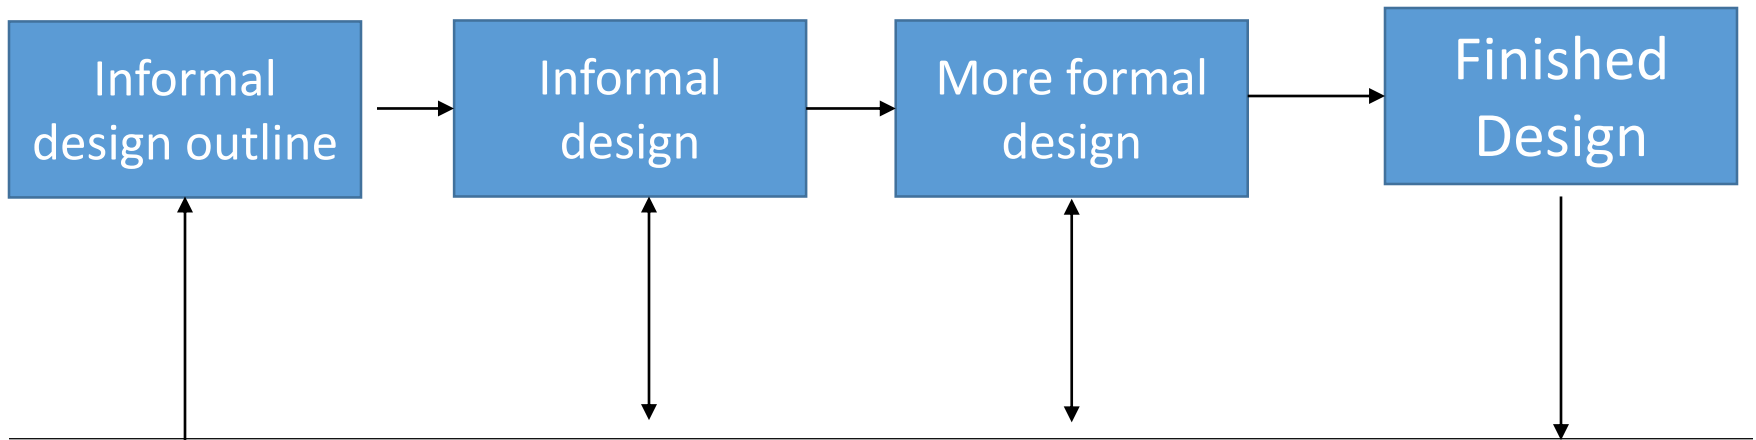 Informal
design outline
Informal
design
More formal
design
Finished
Design